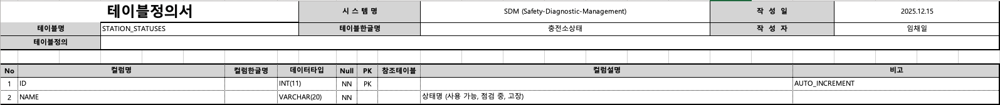 테이블정의서 시 스 템 명 SDM (Safety-Diagnostic-Management) 작 성 일 2025.12.15
테이블명 STATION_STATUSES 테이블한글명 충전소상태 작 성 자 임채일
테이블정의
No 컬럼명 컬럼한글명 데이터타입 Null PK 참조테이블 컬럼설명 비고
1 ID INT(11) NN PK AUTO_INCREMENT
2 NAME VARCHAR(20) NN 상태명 (사용 가능, 점검 중, 고장)